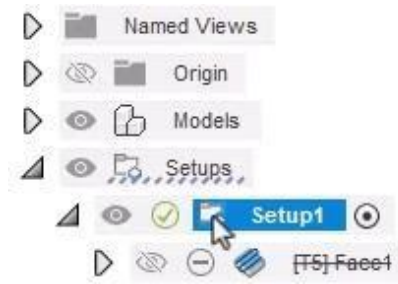 Named Views
Origin
Models
Setups
Setup1
[T5] Face1